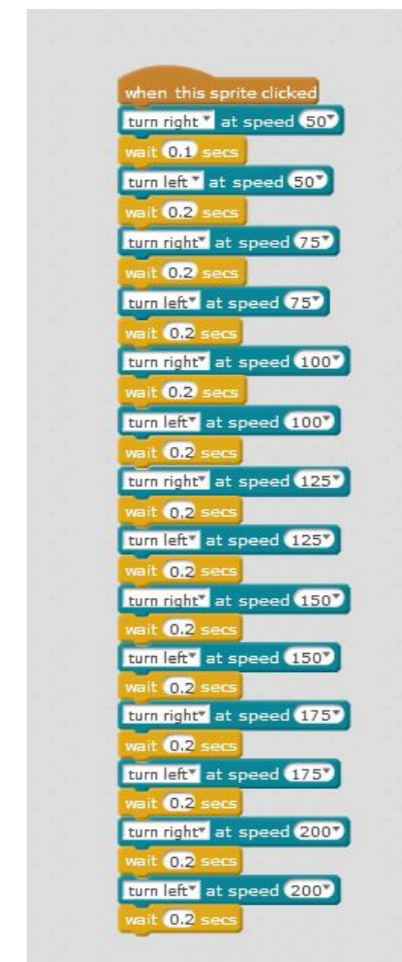 when this sprite clicked
turn right at speed 50
wait 0.1 secs
turn left at speed 50
wait 0.2 secs
turn right at speed 75
wait 0.2 secs
turn left at speed 75
wait 0.2 secs
turn right at speed 100
wait 0.2 secs
turn left at speed 100
wait 0.2 secs
turn right at speed 125
wait 0.2 secs
turn left at speed 125
wait 0.2 secs
turn right at speed 150
wait 0.2 secs
turn left at speed 150
wait 0.2 secs
turn right at speed 175
wait 0.2 secs
turn left at speed 175
wait 0.2 secs
turn right at speed 200
wait 0.2 secs
turn left at speed 200
wait 0.2 secs